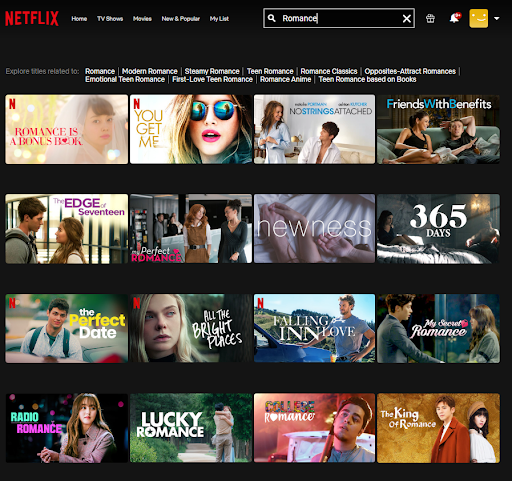 NETFLIX
Home TV Shows Movies New & Popular My List
Romance
Explore titles related to: Romance | Modern Romance | Steamy Romance | Teen Romance | Romance Classics | Opposites-Attract Romances |
Emotional Teen Romance | First-Love Teen Romance | Romance Anime | Teen Romance based on Books
N
ROMANCE IS
A BONUS BOOK
N
YOU
GET
ME
natalie PORTMAN ashton KUTCHER
NO STRINGS ATTACHED
FRIENDS WITH BENEFITS
The EDGE of
Seventeen
N
my Perfect
ROMANCE
newness
365
DAYS
N
the
Perfect
Date
N
ALL THE
BRIGHT
PLACES
N
FALLING
INN LOVE
My Secret
Romance
RADIO
ROMANCE
LUCKY
ROMANCE
COLLEGE
Romance
The KING
Of ROMANCE